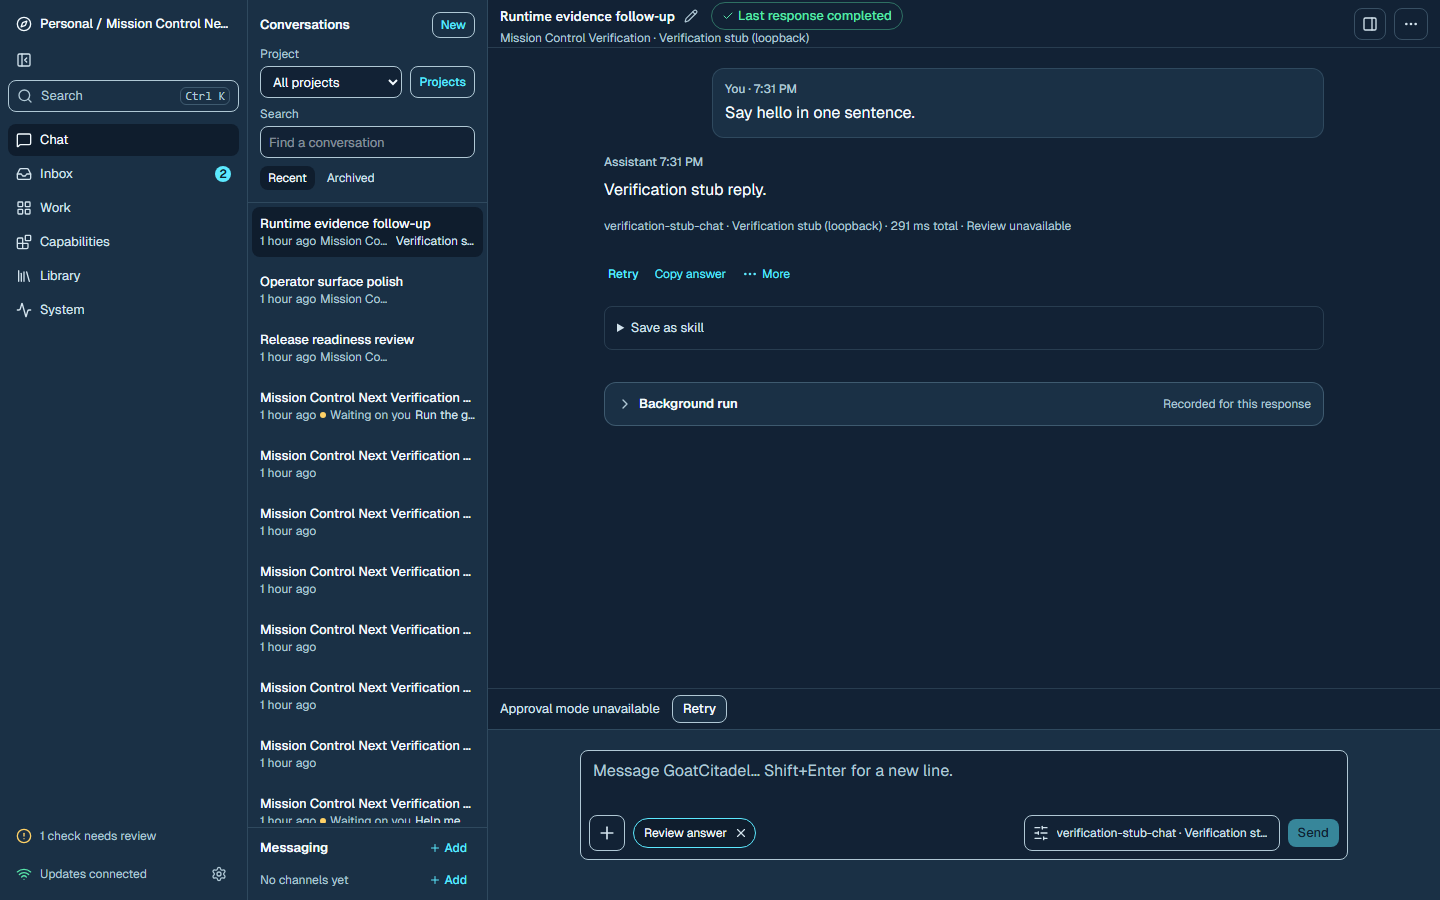 Personal / Mission Control Ne...
Search
Ctrl K
Chat
Inbox
2
Work
Capabilities
Library
System
1 check needs review
Updates connected
Conversations
New
Project
All projects
Projects
Search
Find a conversation
Recent
Archived
Runtime evidence follow-up
1 hour ago Mission Co... Verification s...
Operator surface polish
1 hour ago Mission Co...
Release readiness review
1 hour ago Mission Co...
Mission Control Next Verification ...
1 hour ago Waiting on you Run the g...
Mission Control Next Verification ...
1 hour ago
Mission Control Next Verification ...
1 hour ago
Mission Control Next Verification ...
1 hour ago
Mission Control Next Verification ...
1 hour ago
Mission Control Next Verification ...
1 hour ago
Mission Control Next Verification ...
1 hour ago
Mission Control Next Verification ...
1 hour ago Waiting on you Help me
Messaging
+ Add
No channels yet
+ Add
Runtime evidence follow-up
Last response completed
Mission Control Verification · Verification stub (loopback)
You · 7:31 PM
Say hello in one sentence.
Assistant 7:31 PM
Verification stub reply.
verification-stub-chat · Verification stub (loopback) · 291 ms total · Review unavailable
Retry
Copy answer
··· More
Save as skill
Background run
Recorded for this response
Approval mode unavailable
Retry
Message GoatCitadel... Shift+Enter for a new line.
Review answer
verification-stub-chat · Verification st...
Send